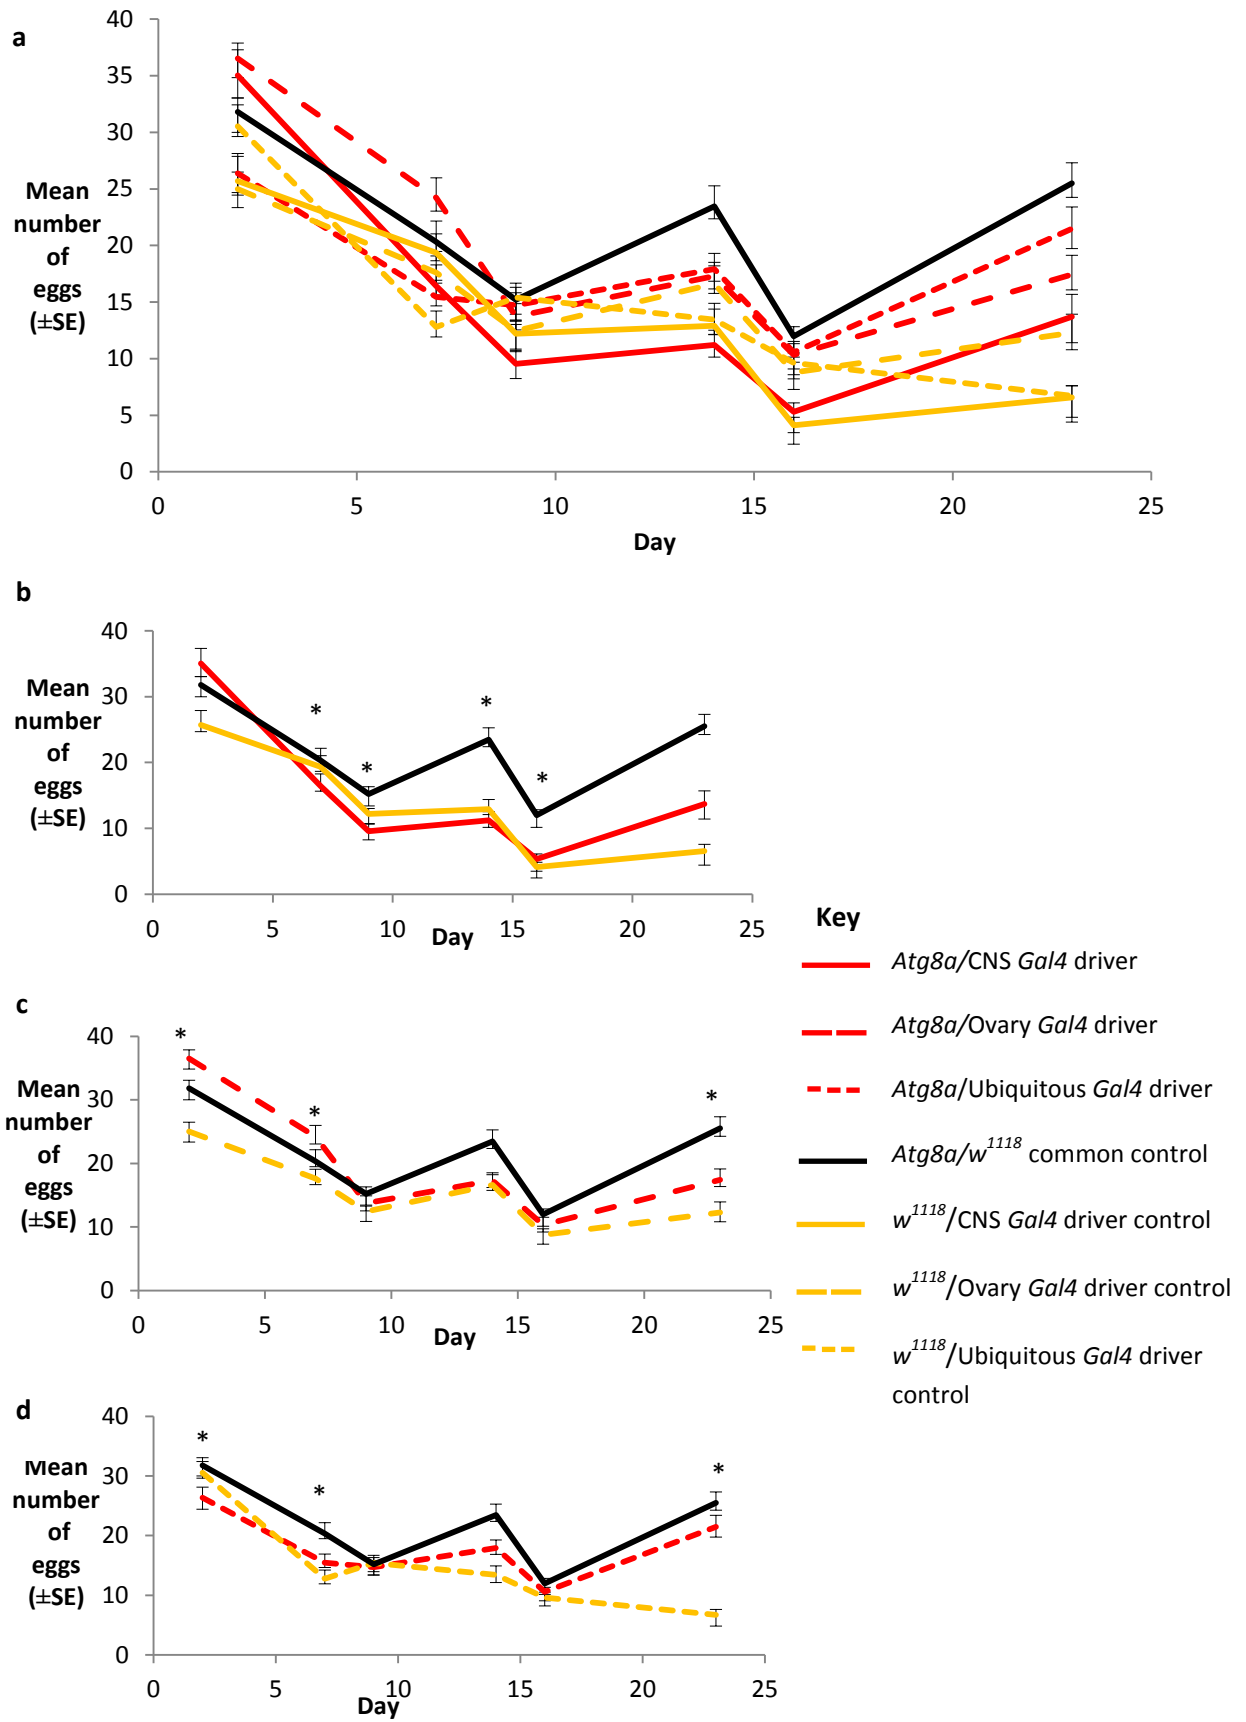 a
40
35
30
25
20
15
10
5
0
Mean
number
of
eggs
(±SE)
0 5 10 15 20 25
Day
b
40
30
20
10
0
Mean
number
of
eggs
(±SE)
* * * *
0 5 10 15 20 25
Day
Key
Atg8a/CNS Gal4 driver
Atg8a/Ovary Gal4 driver
Atg8a/Ubiquitous Gal4 driver
Atg8a/w1118 common control
w1118/CNS Gal4 driver control
w1118/Ovary Gal4 driver control
w1118/Ubiquitous Gal4 driver
control
c
40
30
20
10
0
Mean
number
of
eggs
(±SE)
* * *
0 5 10 15 20 25
Day
d
40
30
20
10
0
Mean
number
of
eggs
(±SE)
* * *
0 5 10 15 20 25
Day